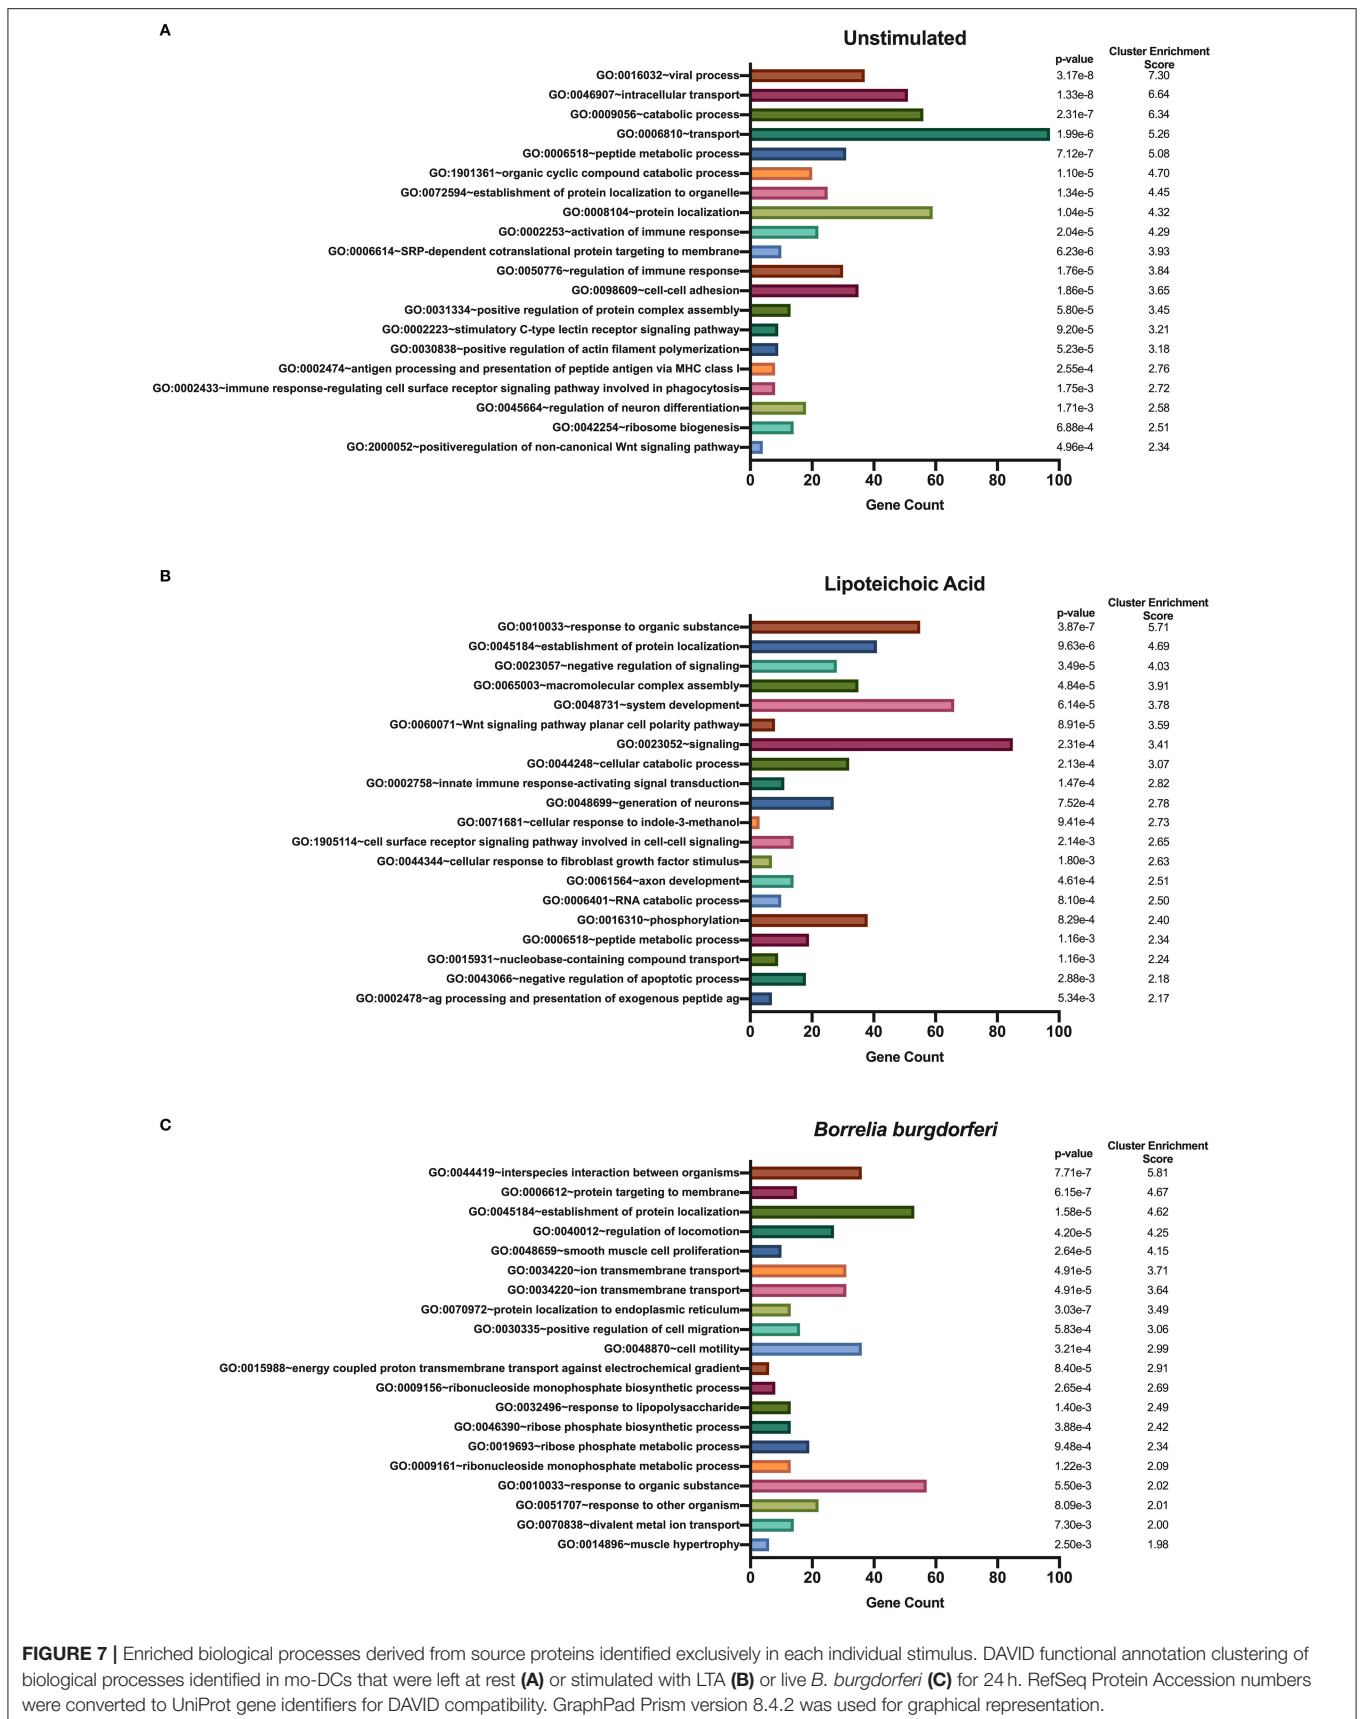 A
Unstimulated
p-value Cluster Enrichment Score
GO:0016032~viral process 3.17e-8 7.30
GO:0046907~intracellular transport 1.33e-8 6.64
GO:0009056~catabolic process 2.31e-7 6.34
GO:0006810~transport 1.99e-6 5.26
GO:0006518~peptide metabolic process 7.12e-7 5.08
GO:1901361~organic cyclic compound catabolic process 1.10e-5 4.70
GO:0072594~establishment of protein localization to organelle 1.34e-5 4.45
GO:0008104~protein localization 1.04e-5 4.32
GO:0002253~activation of immune response 2.04e-5 4.29
GO:0006614~SRP-dependent cotranslational protein targeting to membrane 6.23e-6 3.93
GO:0050776~regulation of immune response 1.76e-5 3.84
GO:0098609~cell-cell adhesion 1.86e-5 3.65
GO:0031334~positive regulation of protein complex assembly 5.80e-5 3.45
GO:0002223~stimulatory C-type lectin receptor signaling pathway 9.20e-5 3.21
GO:0030838~positive regulation of actin filament polymerization 5.23e-5 3.18
GO:0002474~antigen processing and presentation of peptide antigen via MHC class I 2.55e-4 2.76
GO:0002433~immune response-regulating cell surface receptor signaling pathway involved in phagocytosis 1.75e-3 2.72
GO:0045664~regulation of neuron differentiation 1.71e-3 2.58
GO:0042254~ribosome biogenesis 6.88e-4 2.51
GO:2000052~positiveregulation of non-canonical Wnt signaling pathway 4.96e-4 2.34
0 20 40 60 80 100
Gene Count
B
Lipoteichoic Acid
p-value Cluster Enrichment Score
GO:0010033~response to organic substance 3.87e-7 5.71
GO:0045184~establishment of protein localization 9.63e-6 4.69
GO:0023057~negative regulation of signaling 3.49e-5 4.03
GO:0065003~macromolecular complex assembly 4.84e-5 3.91
GO:0048731~system development 6.14e-5 3.78
GO:0060071~Wnt signaling pathway planar cell polarity pathway 8.91e-5 3.59
GO:0023052~signaling 2.31e-4 3.41
GO:0044248~cellular catabolic process 2.13e-4 3.07
GO:0002758~innate immune response-activating signal transduction 1.47e-4 2.82
GO:0048699~generation of neurons 7.52e-4 2.78
GO:0071681~cellular response to indole-3-methanol 9.41e-4 2.73
GO:1905114~cell surface receptor signaling pathway involved in cell-cell signaling 2.14e-3 2.65
GO:0044344~cellular response to fibroblast growth factor stimulus 1.80e-3 2.63
GO:0061564~axon development 4.61e-4 2.51
GO:0006401~RNA catabolic process 8.10e-4 2.50
GO:0016310~phosphorylation 8.29e-4 2.40
GO:0006518~peptide metabolic process 1.16e-3 2.34
GO:0015931~nucleobase-containing compound transport 1.16e-3 2.24
GO:0043066~negative regulation of apoptotic process 2.88e-3 2.18
GO:0002478~ag processing and presentation of exogenous peptide ag 5.34e-3 2.17
0 20 40 60 80 100
Gene Count
C
Borrelia burgdorferi
p-value Cluster Enrichment Score
GO:0044419~interspecies interaction between organisms 7.71e-7 5.81
GO:0006612~protein targeting to membrane 6.15e-7 4.67
GO:0045184~establishment of protein localization 1.58e-5 4.62
GO:0040012~regulation of locomotion 4.20e-5 4.25
GO:0048659~smooth muscle cell proliferation 2.64e-5 4.15
GO:0034220~ion transmembrane transport 4.91e-5 3.71
GO:0034220~ion transmembrane transport 4.91e-5 3.64
GO:0070972~protein localization to endoplasmic reticulum 3.03e-7 3.49
GO:0030335~positive regulation of cell migration 5.83e-4 3.06
GO:0048870~cell motility 3.21e-4 2.99
GO:0015988~energy coupled proton transmembrane transport against electrochemical gradient 8.40e-5 2.91
GO:0009156~ribonucleoside monophosphate biosynthetic process 2.65e-4 2.69
GO:0032496~response to lipopolysaccharide 1.40e-3 2.49
GO:0046390~ribose phosphate biosynthetic process 3.88e-4 2.42
GO:0019693~ribose phosphate metabolic process 9.48e-4 2.34
GO:0009161~ribonucleoside monophosphate metabolic process 1.22e-3 2.09
GO:0010033~response to organic substance 5.50e-3 2.02
GO:0051707~response to other organism 8.09e-3 2.01
GO:0070838~divalent metal ion transport 7.30e-3 2.00
GO:0014896~muscle hypertrophy 2.50e-3 1.98
0 20 40 60 80 100
Gene Count
FIGURE 7 | Enriched biological processes derived from source proteins identified exclusively in each individual stimulus. DAVID functional annotation clustering of
biological processes identified in mo-DCs that were left at rest (A) or stimulated with LTA (B) or live B. burgdorferi (C) for 24 h. RefSeq Protein Accession numbers
were converted to UniProt gene identifiers for DAVID compatibility. GraphPad Prism version 8.4.2 was used for graphical representation.